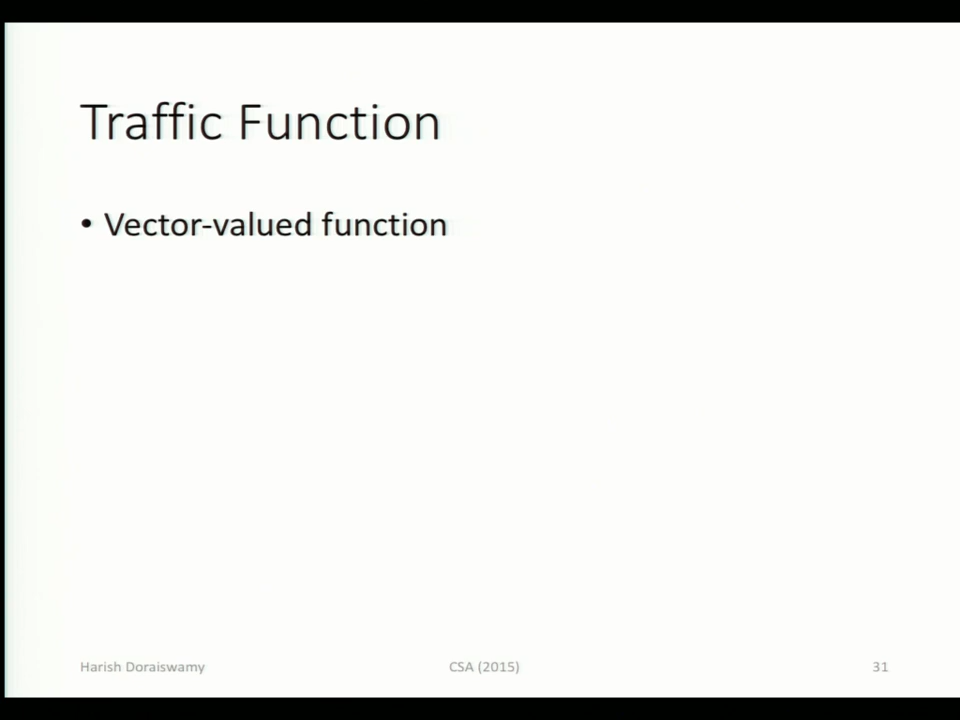 Traffic Function
• Vector-valued function
Harish Doraiswamy CSA (2015) 31